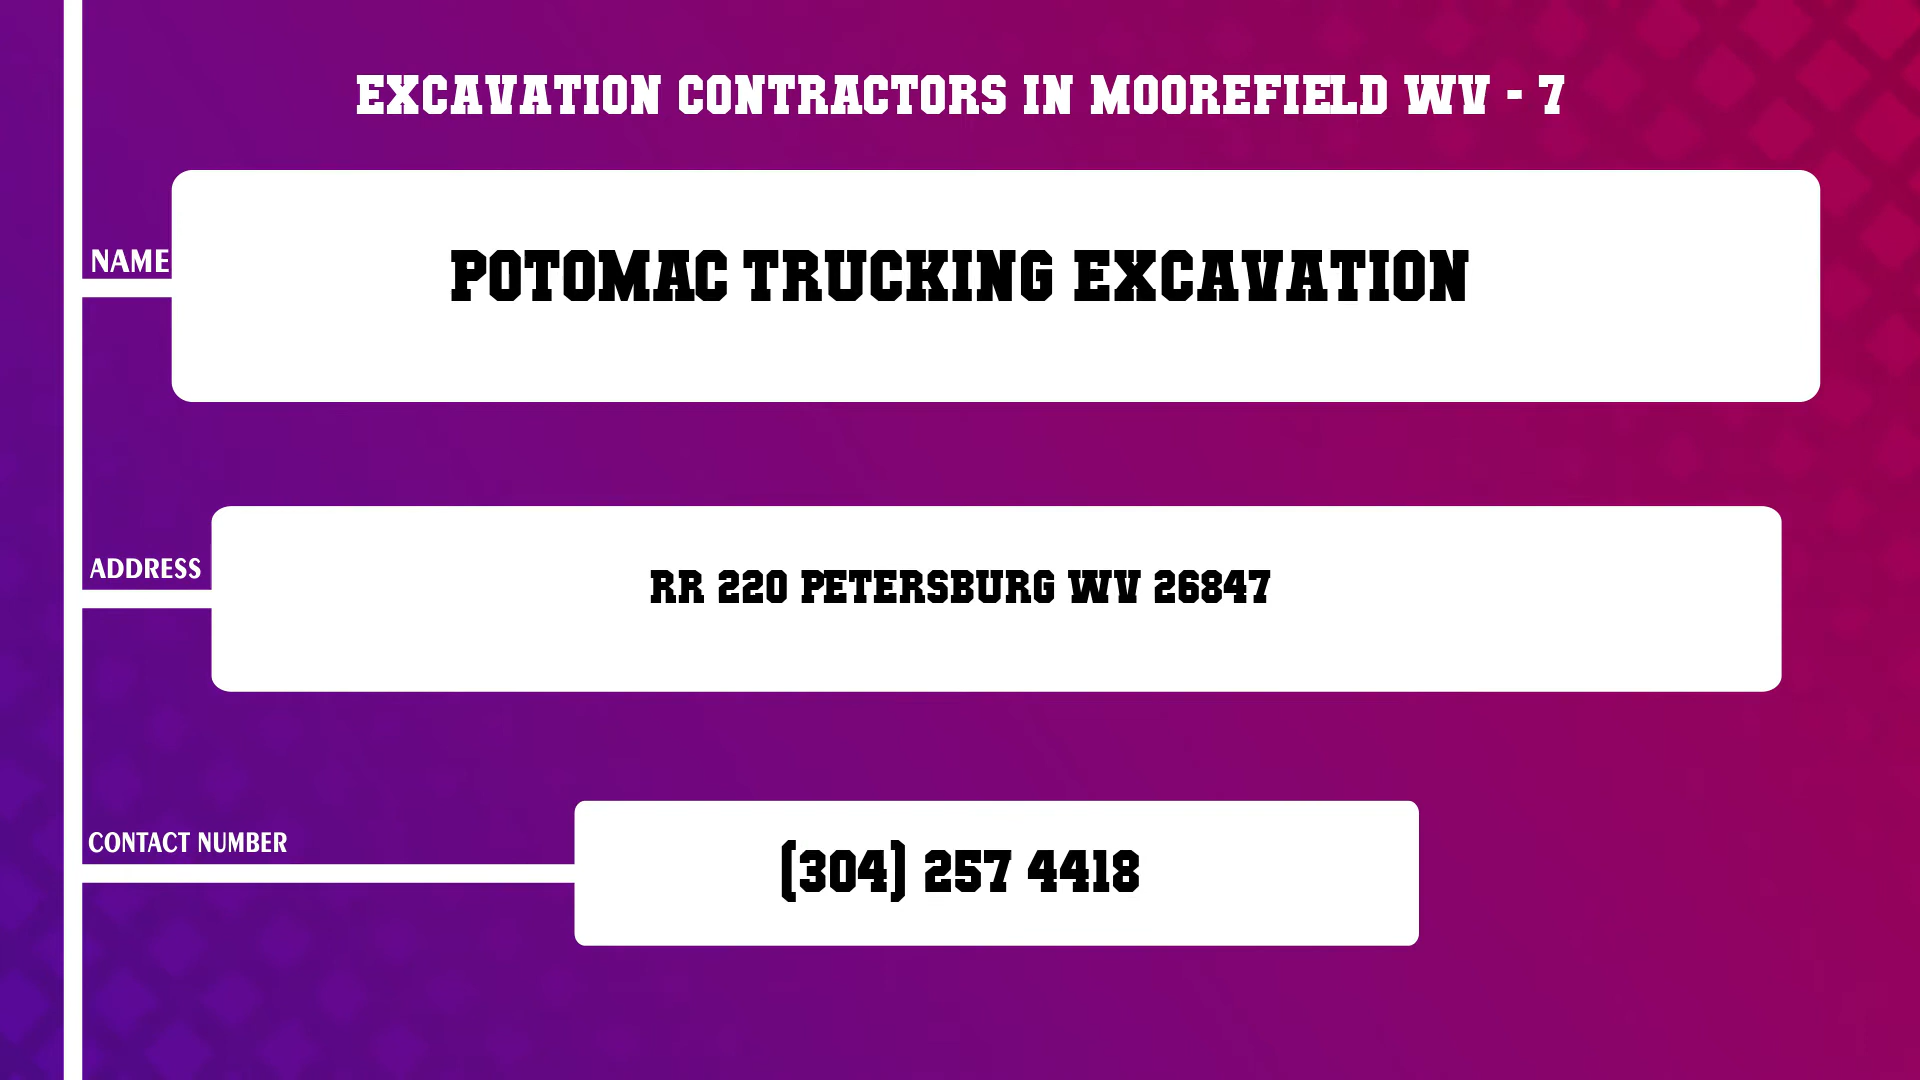 EXCAVATION CONTRACTORS IN MOOREFIELD WV - 7
NAME
POTOMAC TRUCKING EXCAVATION
ADDRESS
RR 220 PETERSBURG WV 26847
CONTACT NUMBER
(304) 257 4418